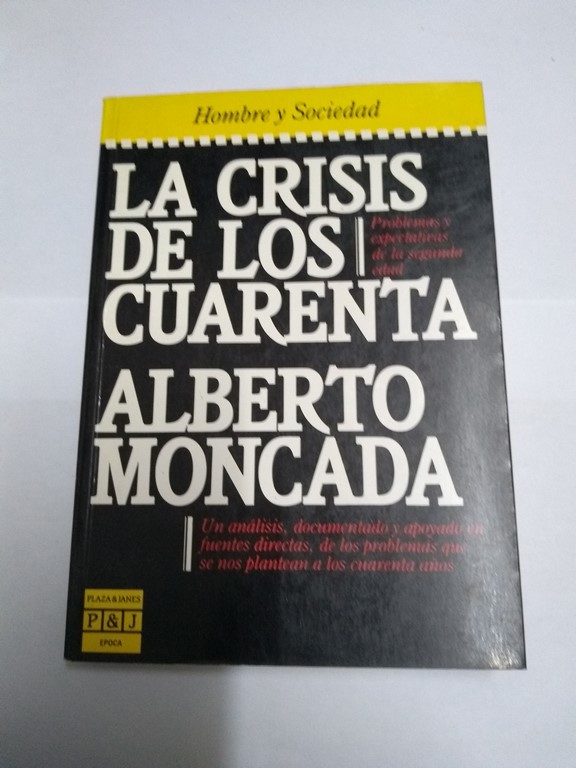 Hombre y Sociedad
LA CRISIS
DE LOS
CUARENTA
Problemas y
expectativas
de la segunda
edad
ALBERTO
MONCADA
Un análisis, documentado y apoyado en
fuentes directas, de los problemas que
se nos plantean a los cuarenta años
PLAZA & JANES
P & J
EPOCA